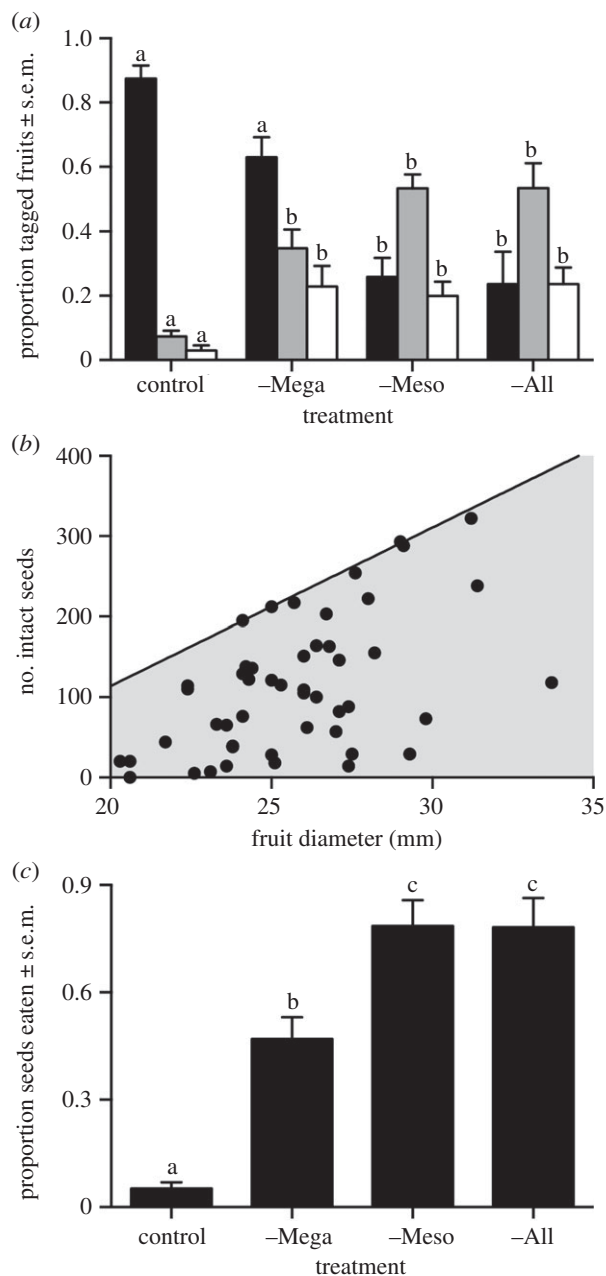 (a)
proportion tagged fruits ± s.e.m.
1.0
0.8
0.6
0.4
0.2
0
a
a
a
a
b
b
b
b
b
b
b
b
control
–Mega
–Meso
–All
treatment
(b)
no. intact seeds
400
300
200
100
0
20
25
30
35
fruit diameter (mm)
(c)
proportion seeds eaten ± s.e.m.
0.9
0.6
0.3
0
a
b
c
c
control
–Mega
–Meso
–All
treatment